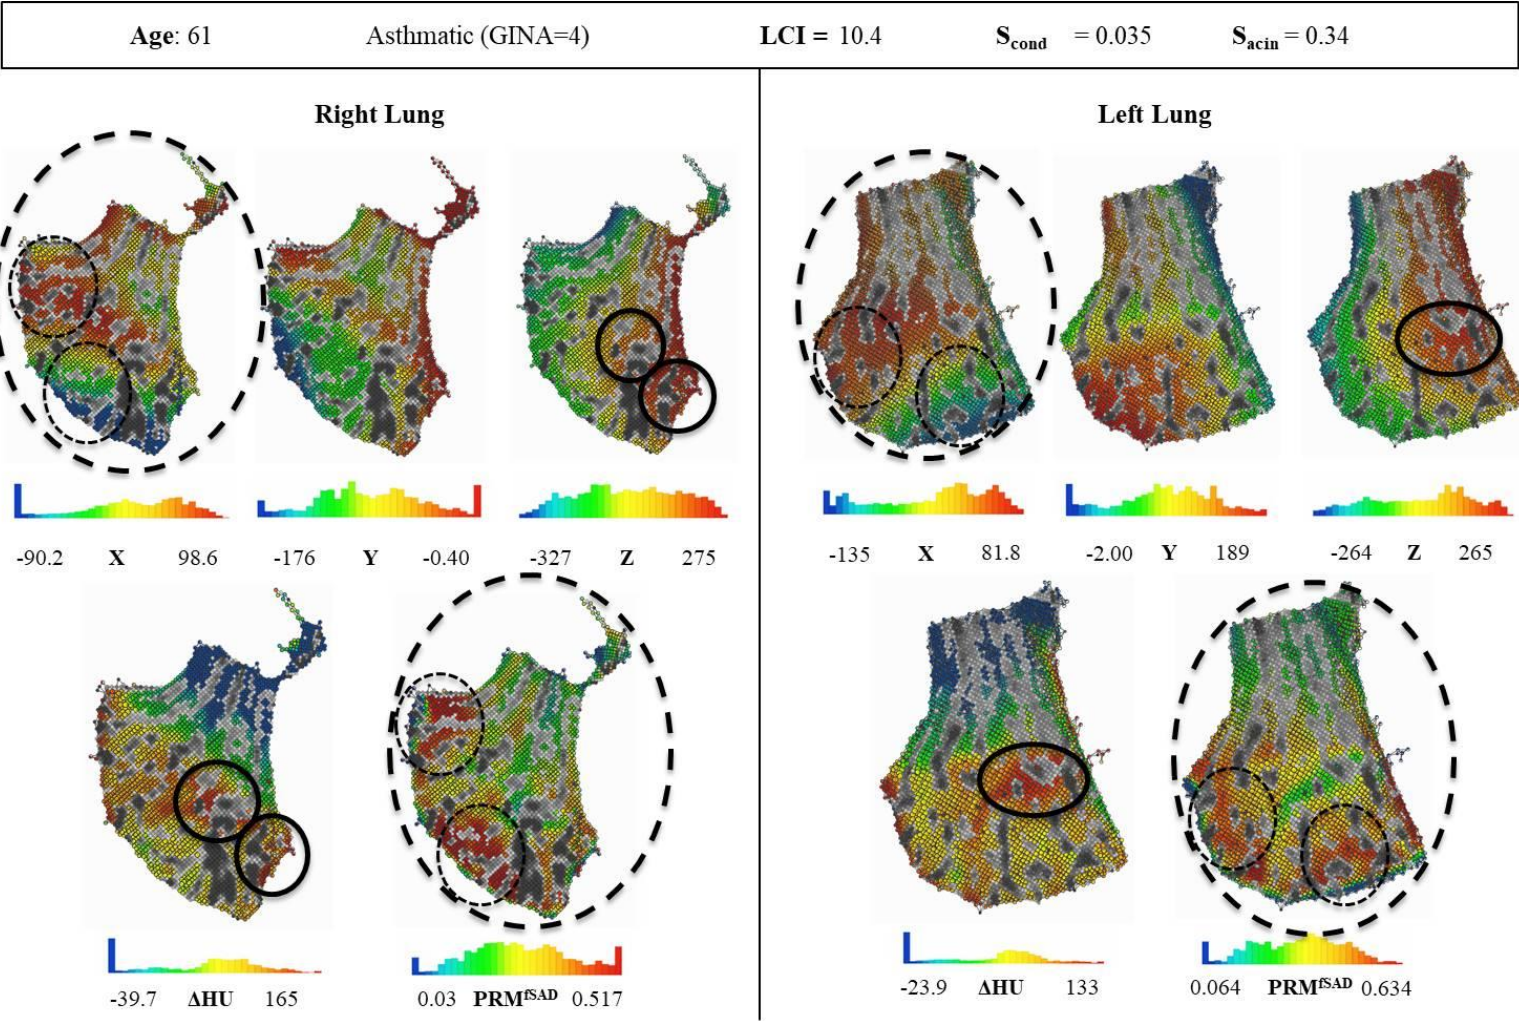 Age: 61 Asthmatic (GINA=4) LCI = 10.4 Scond = 0.035 Sacin = 0.34
Right Lung
Left Lung
-90.2 X 98.6 -176 Y -0.40 -327 Z 275
-135 X 81.8 -2.00 Y 189 -264 Z 265
-39.7 ΔHU 165 0.03 PRMfSAD 0.517
-23.9 ΔHU 133 0.064 PRMfSAD 0.634